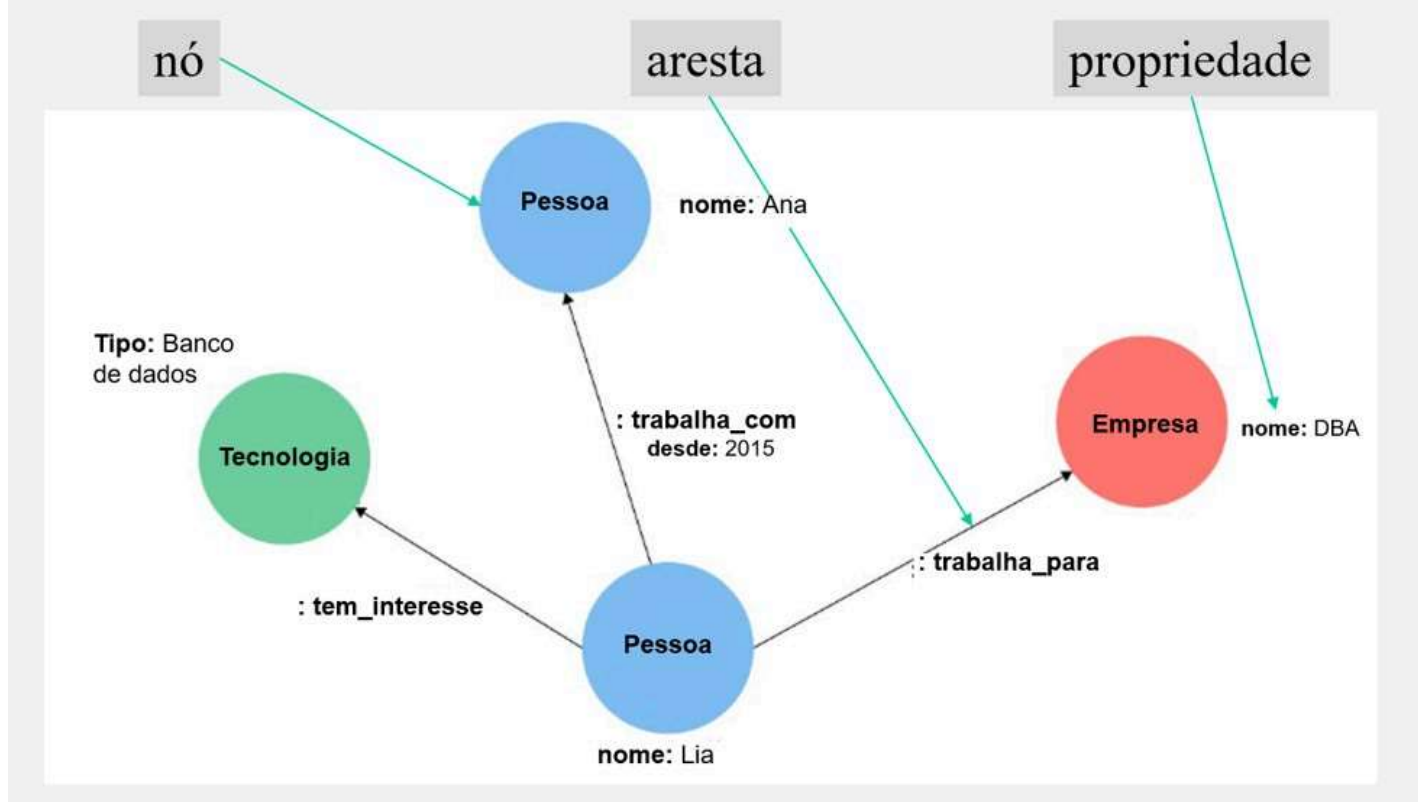 nó
aresta
propriedade
Pessoa
nome: Ana
Tipo: Banco
de dados
Tecnologia
: trabalha_com
desde: 2015
Empresa
nome: DBA
: trabalha_para
: tem_interesse
Pessoa
nome: Lia